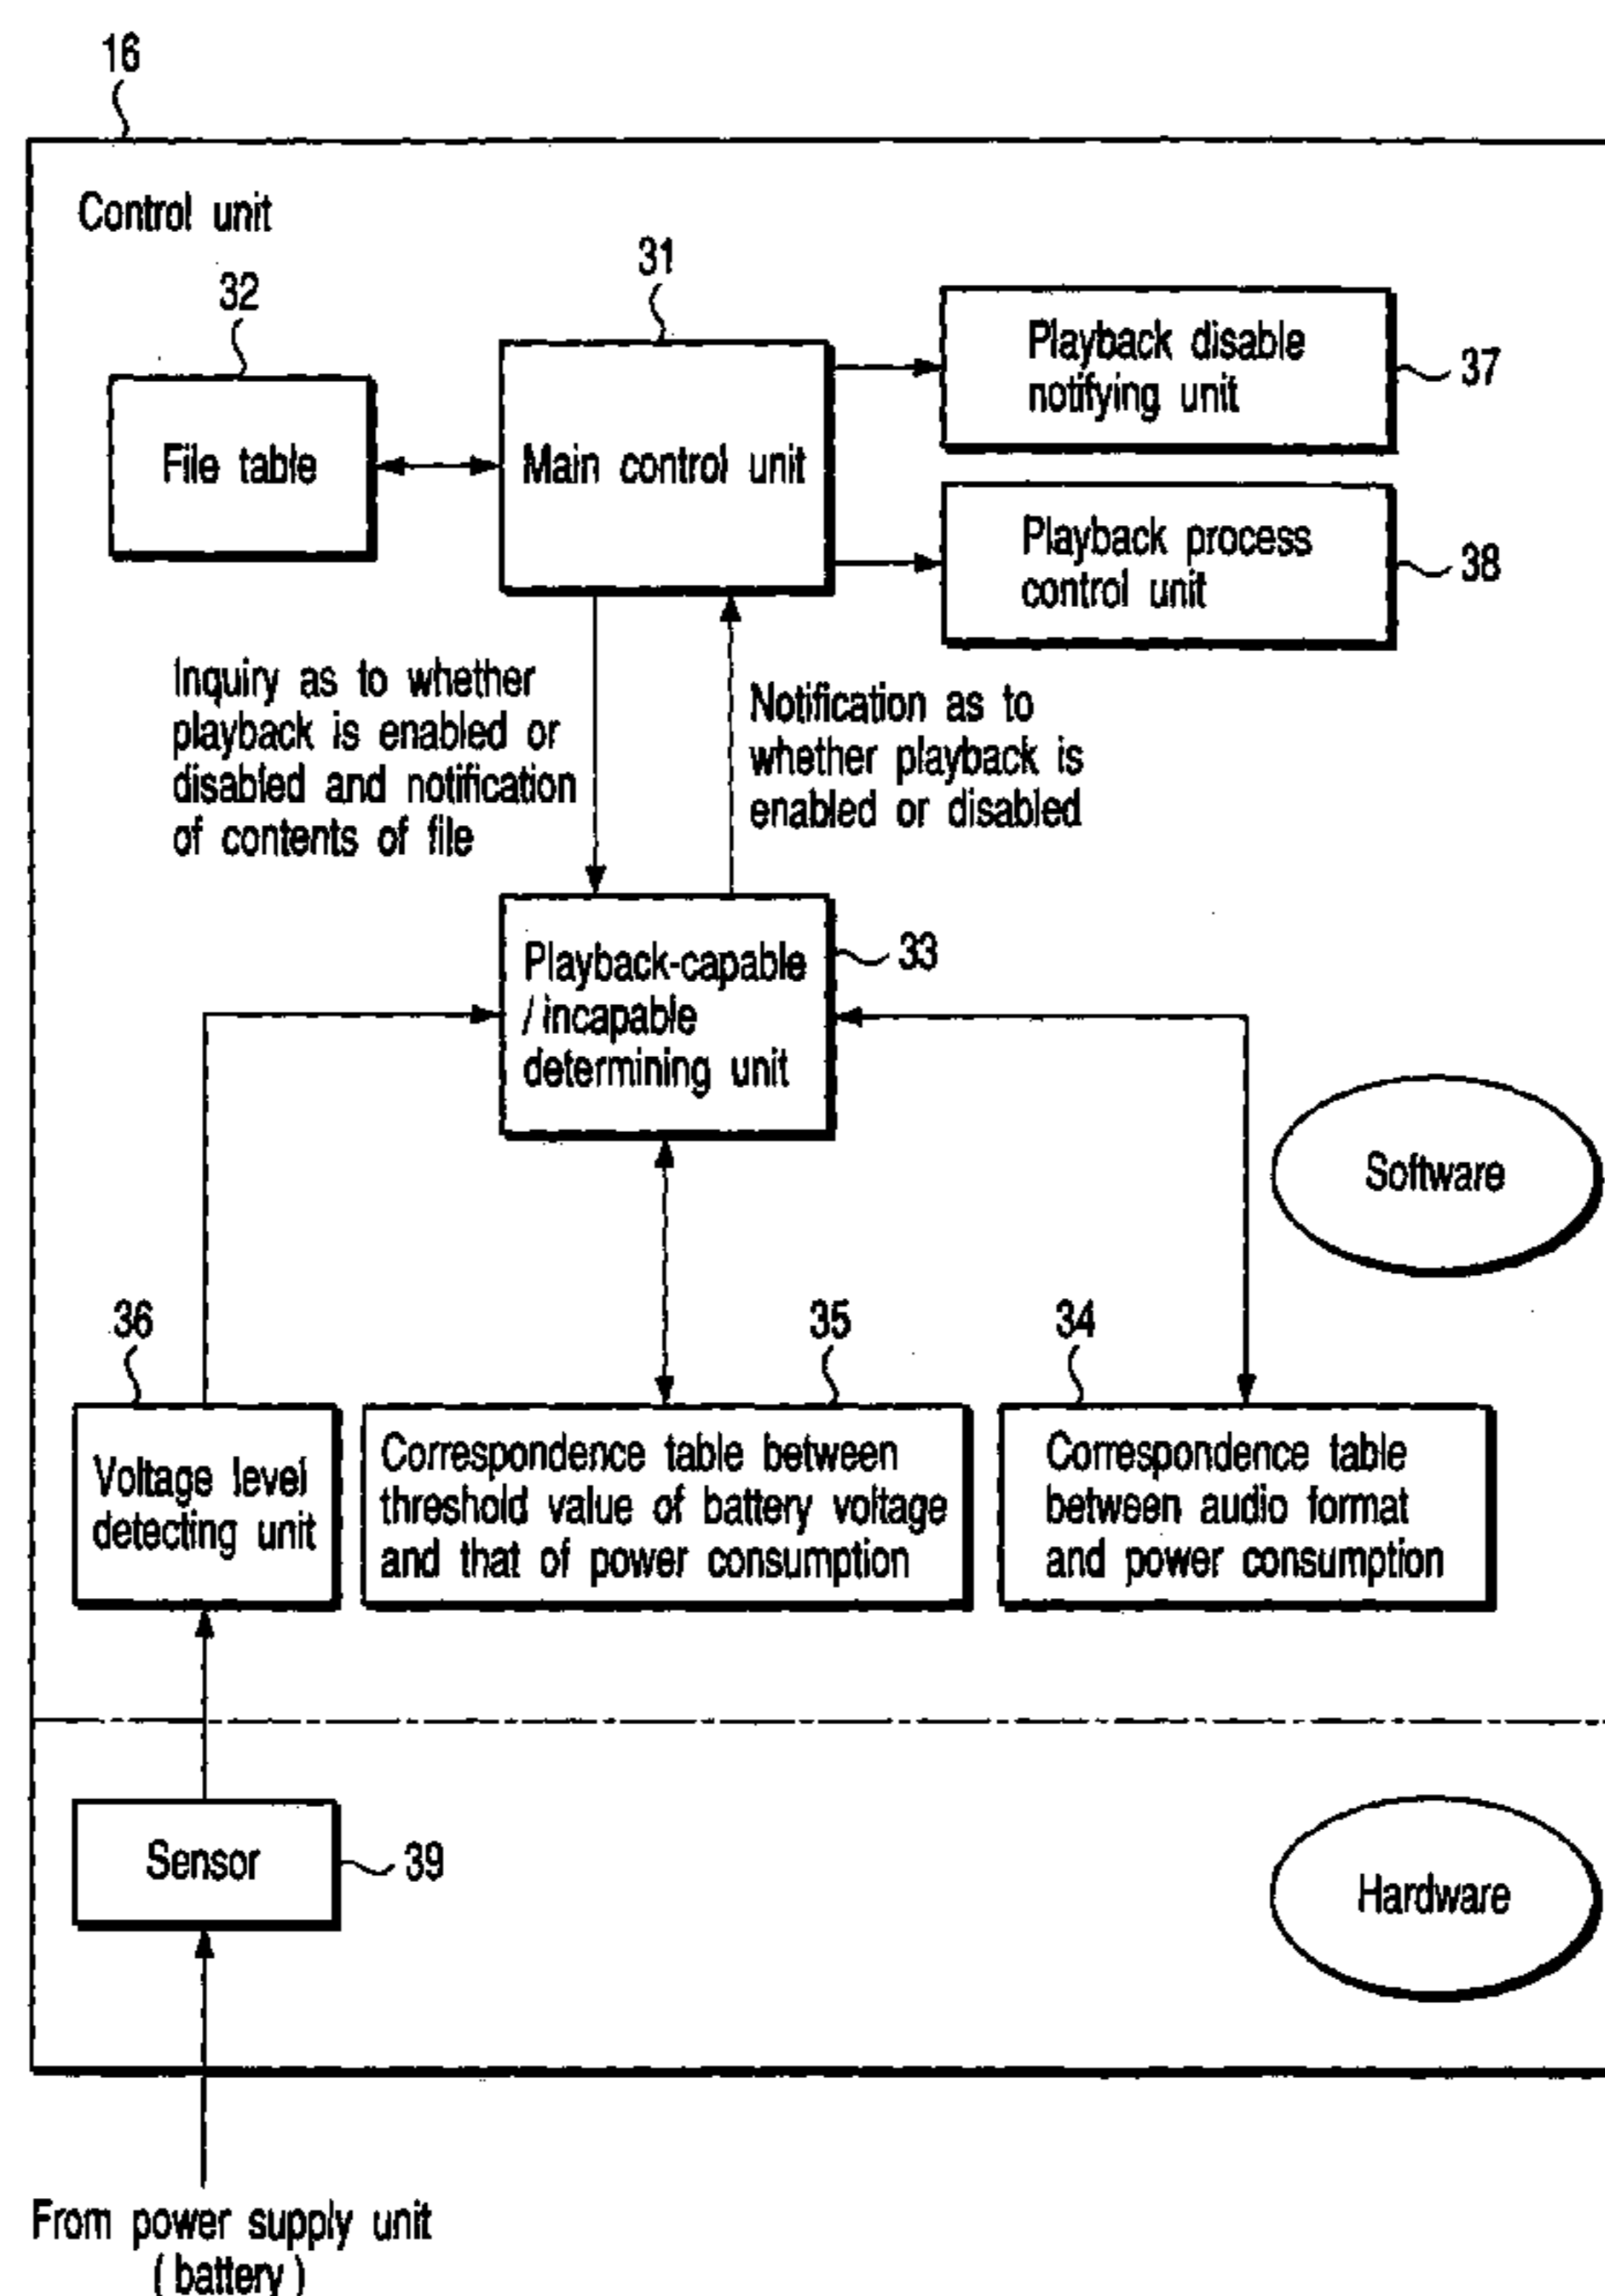 16
Control unit
31
32
File table
Main control unit
Playback disable
notifying unit
37
Playback process
control unit
38
Inquiry as to whether
playback is enabled or
disabled and notification
of contents of file
Notification as to
whether playback is
enabled or disabled
Playback-capable
/ incapable
determining unit
33
Software
36
35
34
Voltage level
detecting unit
Correspondence table between
threshold value of battery voltage
and that of power consumption
Correspondence table
between audio format
and power consumption
Sensor
39
Hardware
From power supply unit
( battery )